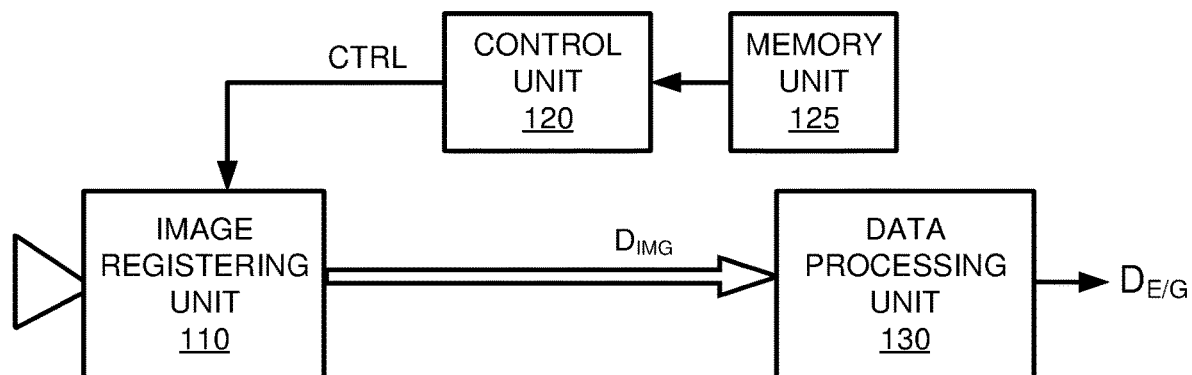 CTRL
CONTROL
UNIT
120
MEMORY
UNIT
125
IMAGE
REGISTERING
UNIT
110
DIMG
DATA
PROCESSING
UNIT
130
DE/G